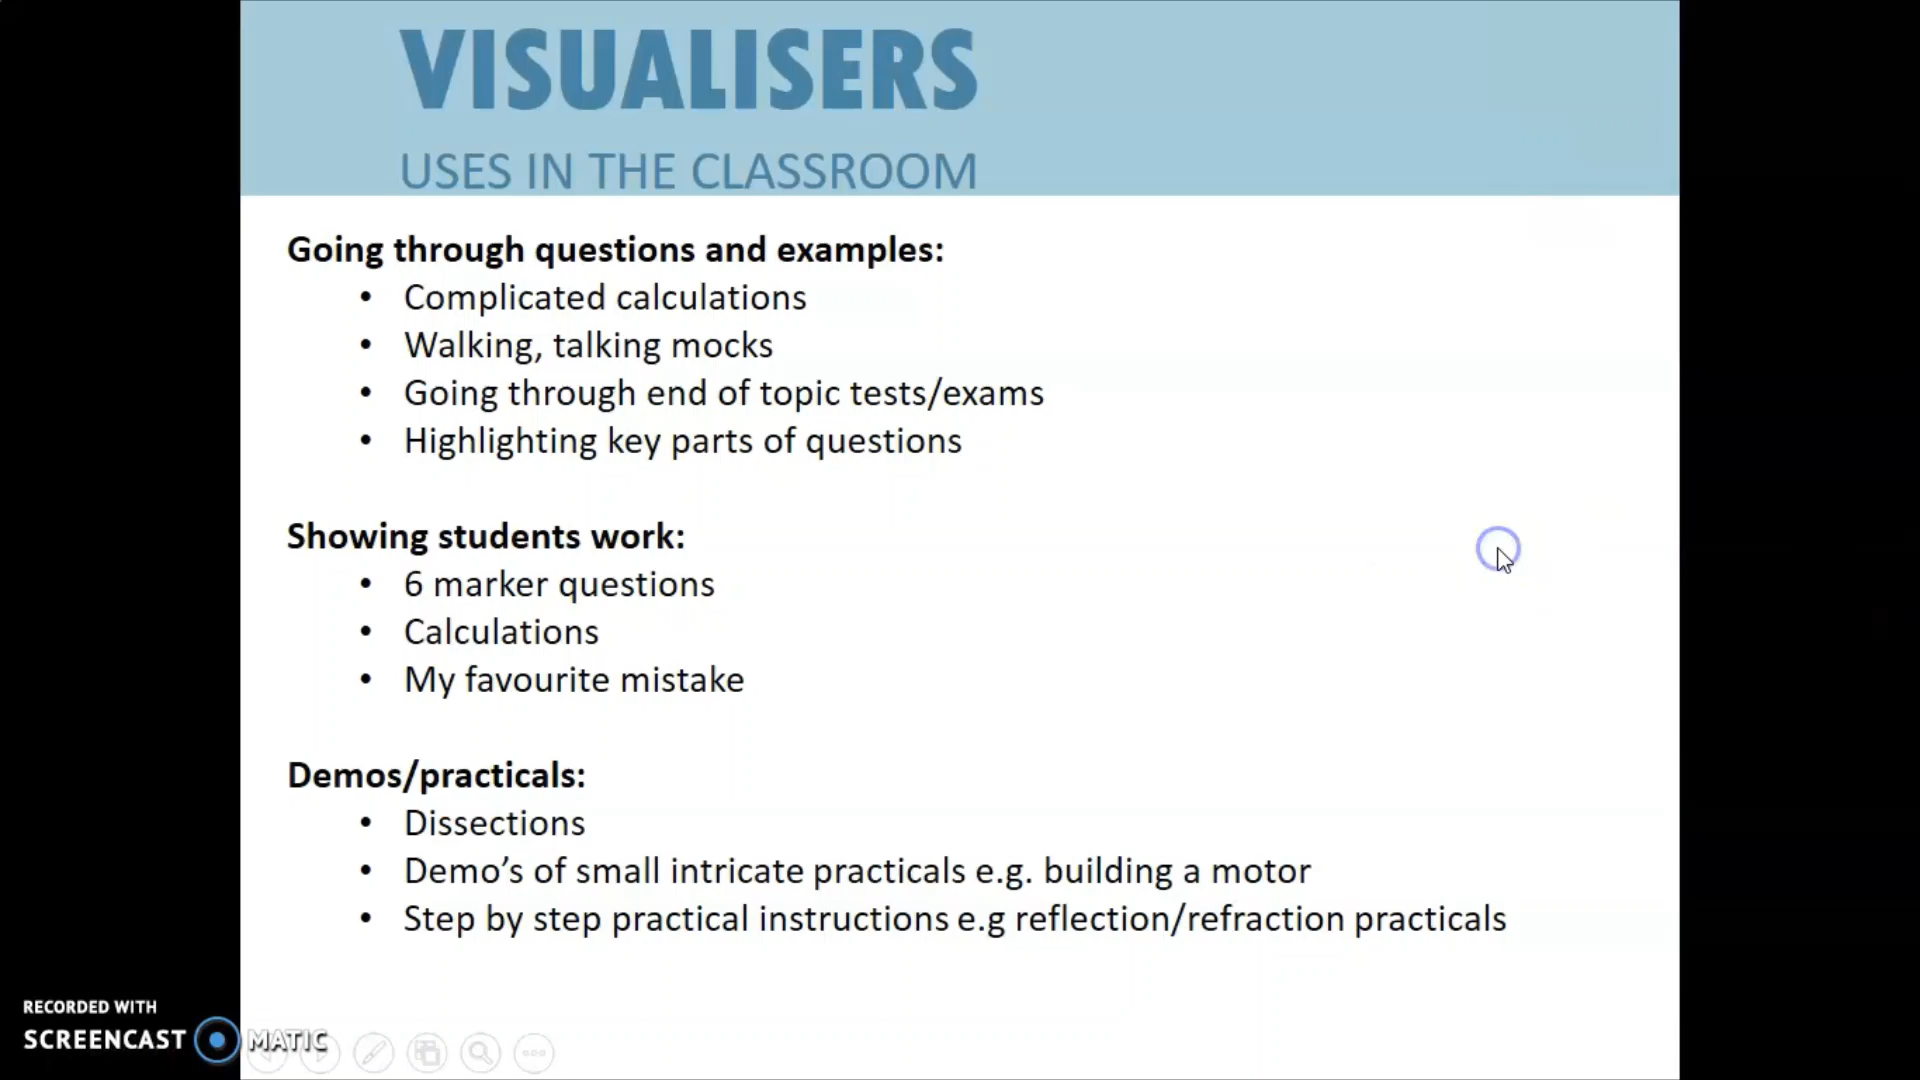 VISUALISERS
USES IN THE CLASSROOM
Going through questions and examples:
• Complicated calculations
• Walking, talking mocks
• Going through end of topic tests/exams
• Highlighting key parts of questions
Showing students work:
• 6 marker questions
• Calculations
• My favourite mistake
Demos/practicals:
• Dissections
• Demo’s of small intricate practicals e.g. building a motor
• Step by step practical instructions e.g reflection/refraction practicals
RECORDED WITH
SCREENCAST MATIC